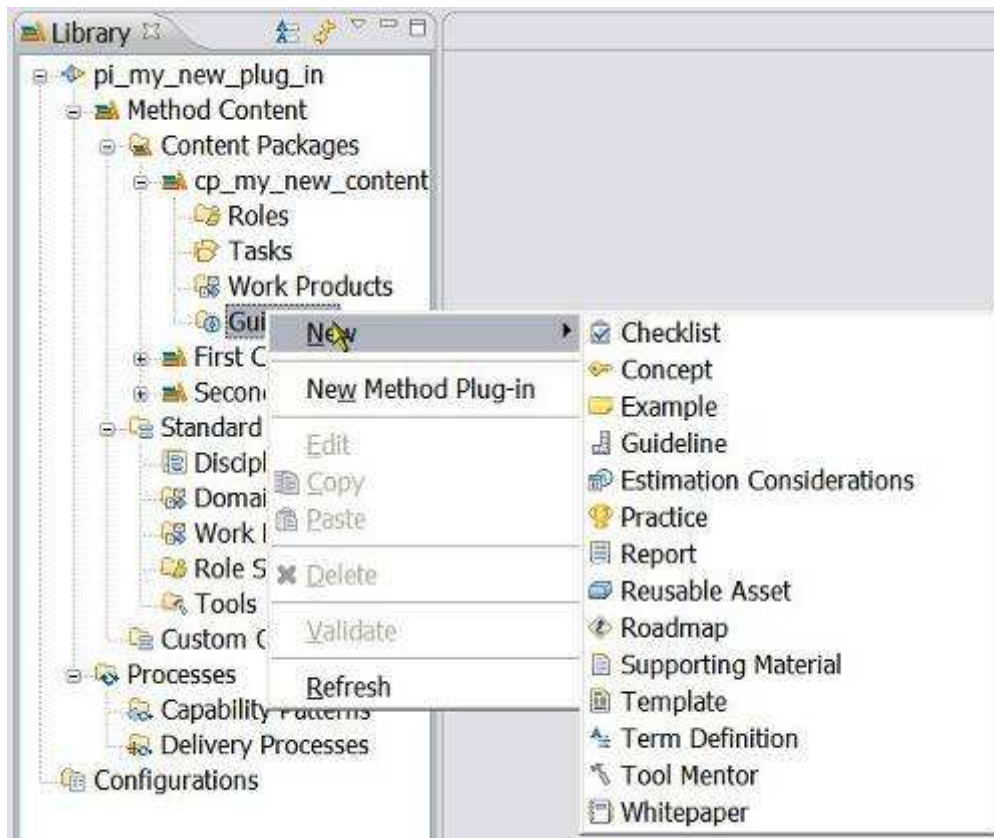 Library
pi_my_new_plug_in
Method Content
Content Packages
cp_my_new_content
Roles
Tasks
Work Products
Gui
First C
Secon
Standard
Discipl
Domai
Work
Role S
Tools
Custom C
Processes
Capability Patterns
Delivery Processes
Configurations
New
New Method Plug-in
Edit
Copy
Paste
Delete
Validate
Refresh
Checklist
Concept
Example
Guideline
Estimation Considerations
Practice
Report
Reusable Asset
Roadmap
Supporting Material
Template
Term Definition
Tool Mentor
Whitepaper